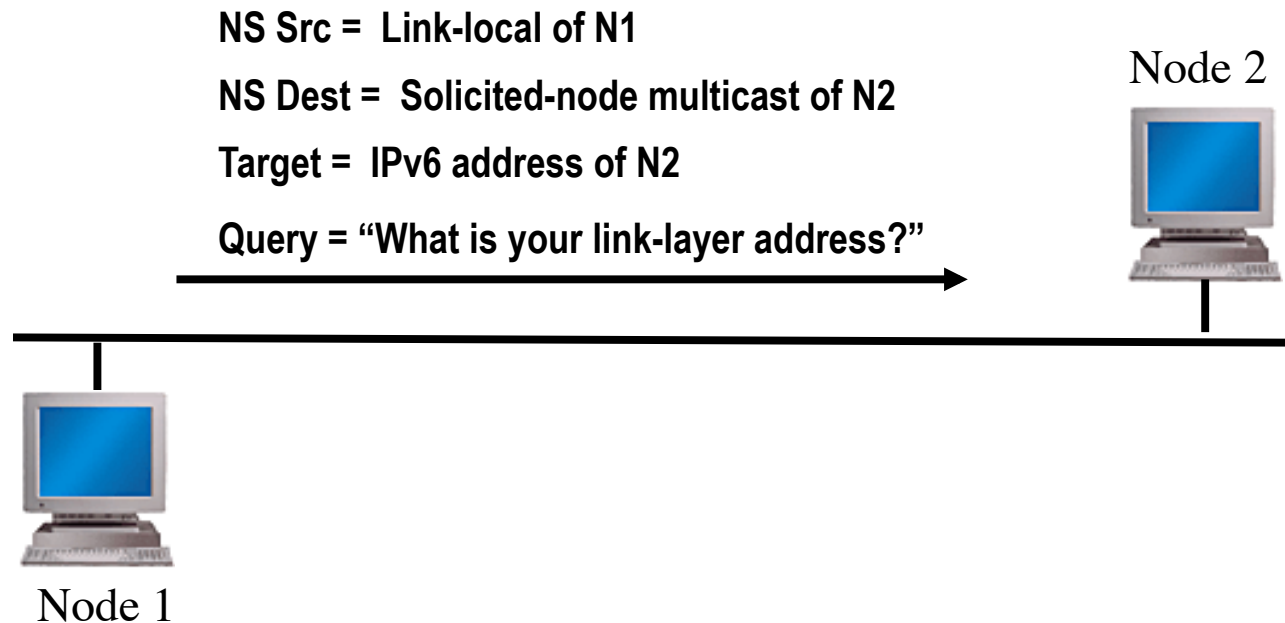 NS Src = Link-local of N1
Node 2
NS Dest = Solicited-node multicast of N2
Target = IPv6 address of N2
Query = “What is your link-layer address?”
Node 1